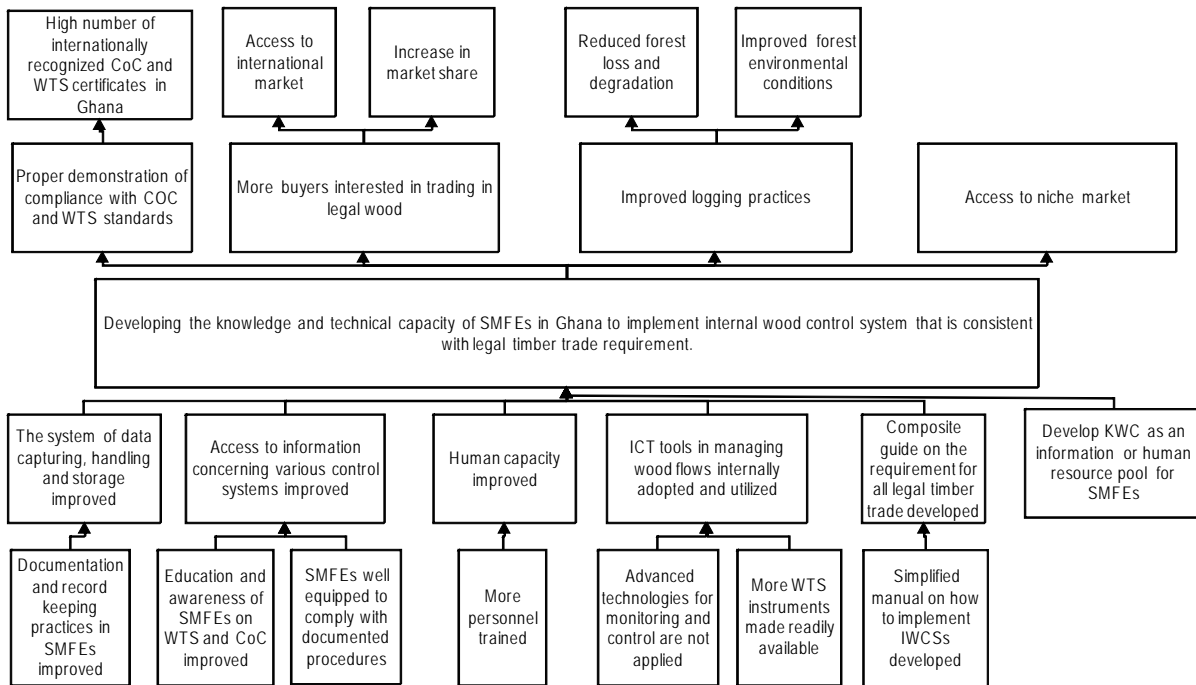 High number of
internationally
recognized CoC and
WTS certificates in
Ghana
Access to
international
market
Increase in
market share
Reduced forest
loss and
degradation
Improved forest
environmental
conditions
Proper demonstration of
compliance with COC
and WTS standards
More buyers interested in trading in
legal wood
Improved logging practices
Access to niche market
Developing the knowledge and technical capacity of SMFEs in Ghana to implement internal wood control system that is consistent
with legal timber trade requirement.
The system of data
capturing, handling
and storage
improved
Access to information
concerning various control
systems improved
Human capacity
improved
ICT tools in managing
wood flows internally
adopted and utilized
Composite
guide on the
requirement for
all legal timber
trade developed
Develop KWC as an
information or human
resource pool for
SMFEs
Documentation
and record
keeping
practices in
SMFEs
improved
Education and
awareness of
SMFEs on
WTS and CoC
improved
SMFEs well
equipped to
comply with
documented
procedures
More
personnel
trained
Advanced
technologies for
monitoring and
control are not
applied
More WTS
instruments
made readily
available
Simplified
manual on how
to implement
IWCSs
developed